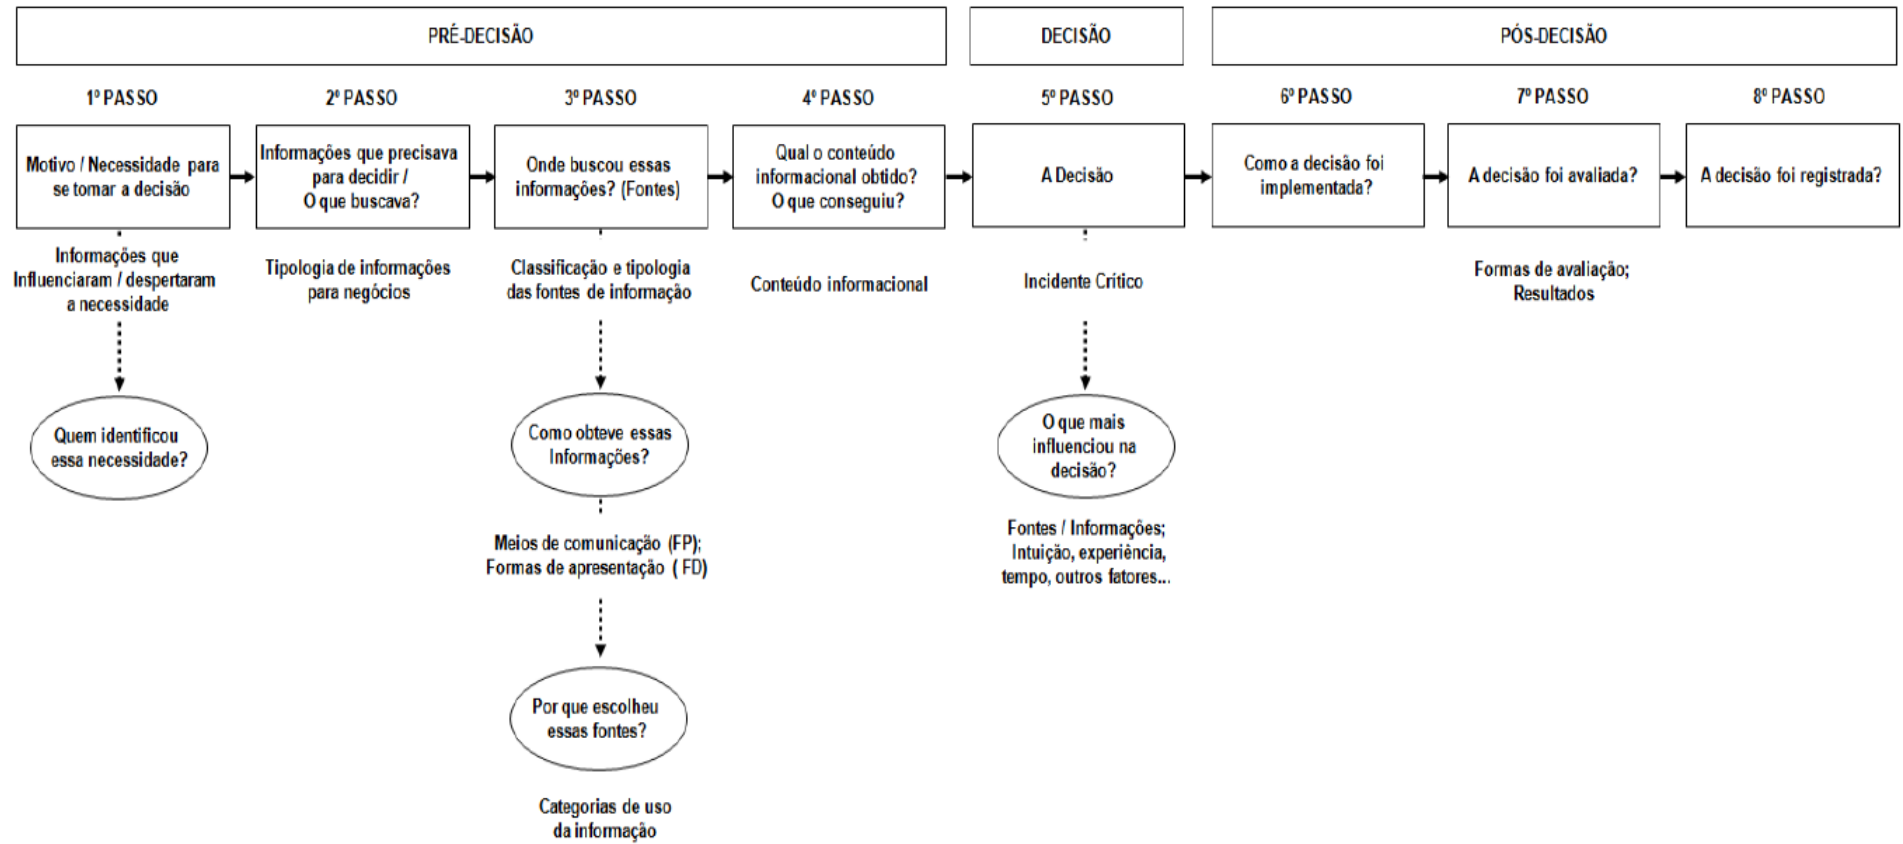 PRÉ-DECISÃO
DECISÃO
PÓS-DECISÃO
1º PASSO
2º PASSO
3º PASSO
4º PASSO
5º PASSO
6º PASSO
7º PASSO
8º PASSO
Motivo / Necessidade para
se tomar a decisão
Informações que precisava
para decidir /
O que buscava?
Onde buscou essas
informações? (Fontes)
Qual o conteúdo
informacional obtido?
O que conseguiu?
A Decisão
Como a decisão foi
implementada?
A decisão foi avaliada?
A decisão foi registrada?
Informações que
Influenciaram / despertaram
a necessidade
Tipologia de informações
para negócios
Classificação e tipologia
das fontes de informação
Conteúdo informacional
Incidente Crítico
Formas de avaliação;
Resultados
Quem identificou
essa necessidade?
Como obteve essas
Informações?
O que mais
influenciou na
decisão?
Meios de comunicação (FP);
Formas de apresentação ( FD)
Fontes / Informações;
Intuição, experiência,
tempo, outros fatores...
Por que escolheu
essas fontes?
Categorias de uso
da informação